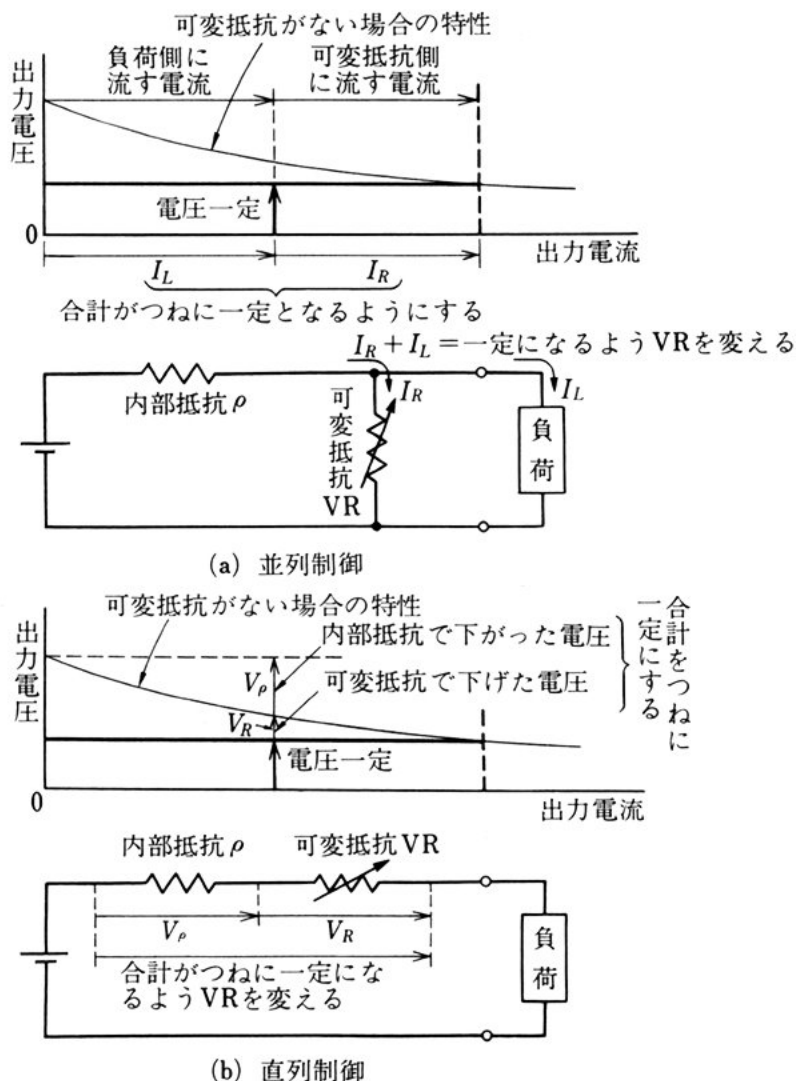 可変抵抗がない場合の特性
負荷側に
流す電流
可変抵抗側
に流す電流
出力電圧
電圧一定
0
出力電流
I_L
I_R
合計がつねに一定となるようにする
I_R + I_L = 一定になるようVRを変える
内部抵抗ρ
可変抵抗
VR
I_R
I_L
負荷
(a) 並列制御
可変抵抗がない場合の特性
出力電圧
内部抵抗で下がった電圧
V_ρ
可変抵抗で下げた電圧
V_R
合計をつねに
一定にする
電圧一定
0
出力電流
内部抵抗ρ
可変抵抗VR
V_ρ
V_R
合計がつねに一定にな
るようVRを変える
負荷
(b) 直列制御